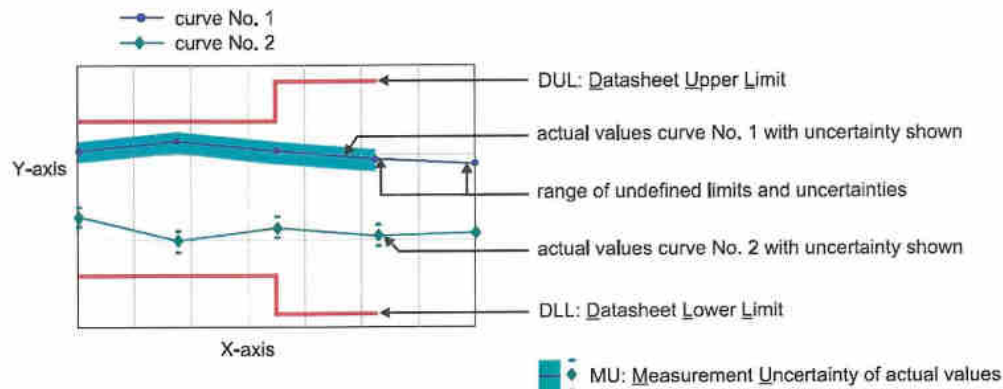 curve No. 1
curve No. 2
DUL: Datasheet Upper Limit
actual values curve No. 1 with uncertainty shown
Y-axis
range of undefined limits and uncertainties
actual values curve No. 2 with uncertainty shown
DLL: Datasheet Lower Limit
X-axis
MU: Measurement Uncertainty of actual values